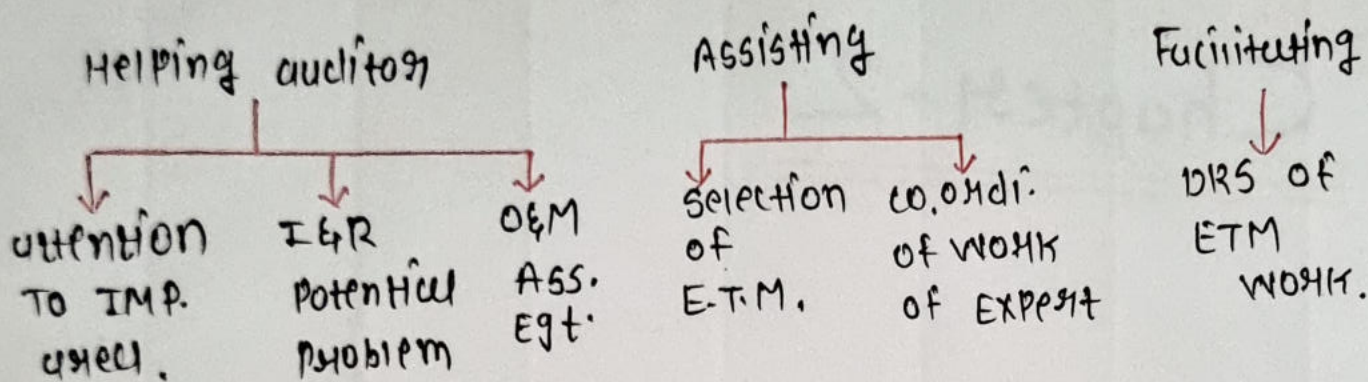 Helping auditor
Assisting
Facilitating
attention
To IMP.
area.
I&R
potential
problem
O&M
Ass.
Egt.
Selection
of
E.T.M.
co.ordi.
of work
of Expert
DRS of
ETM
work.